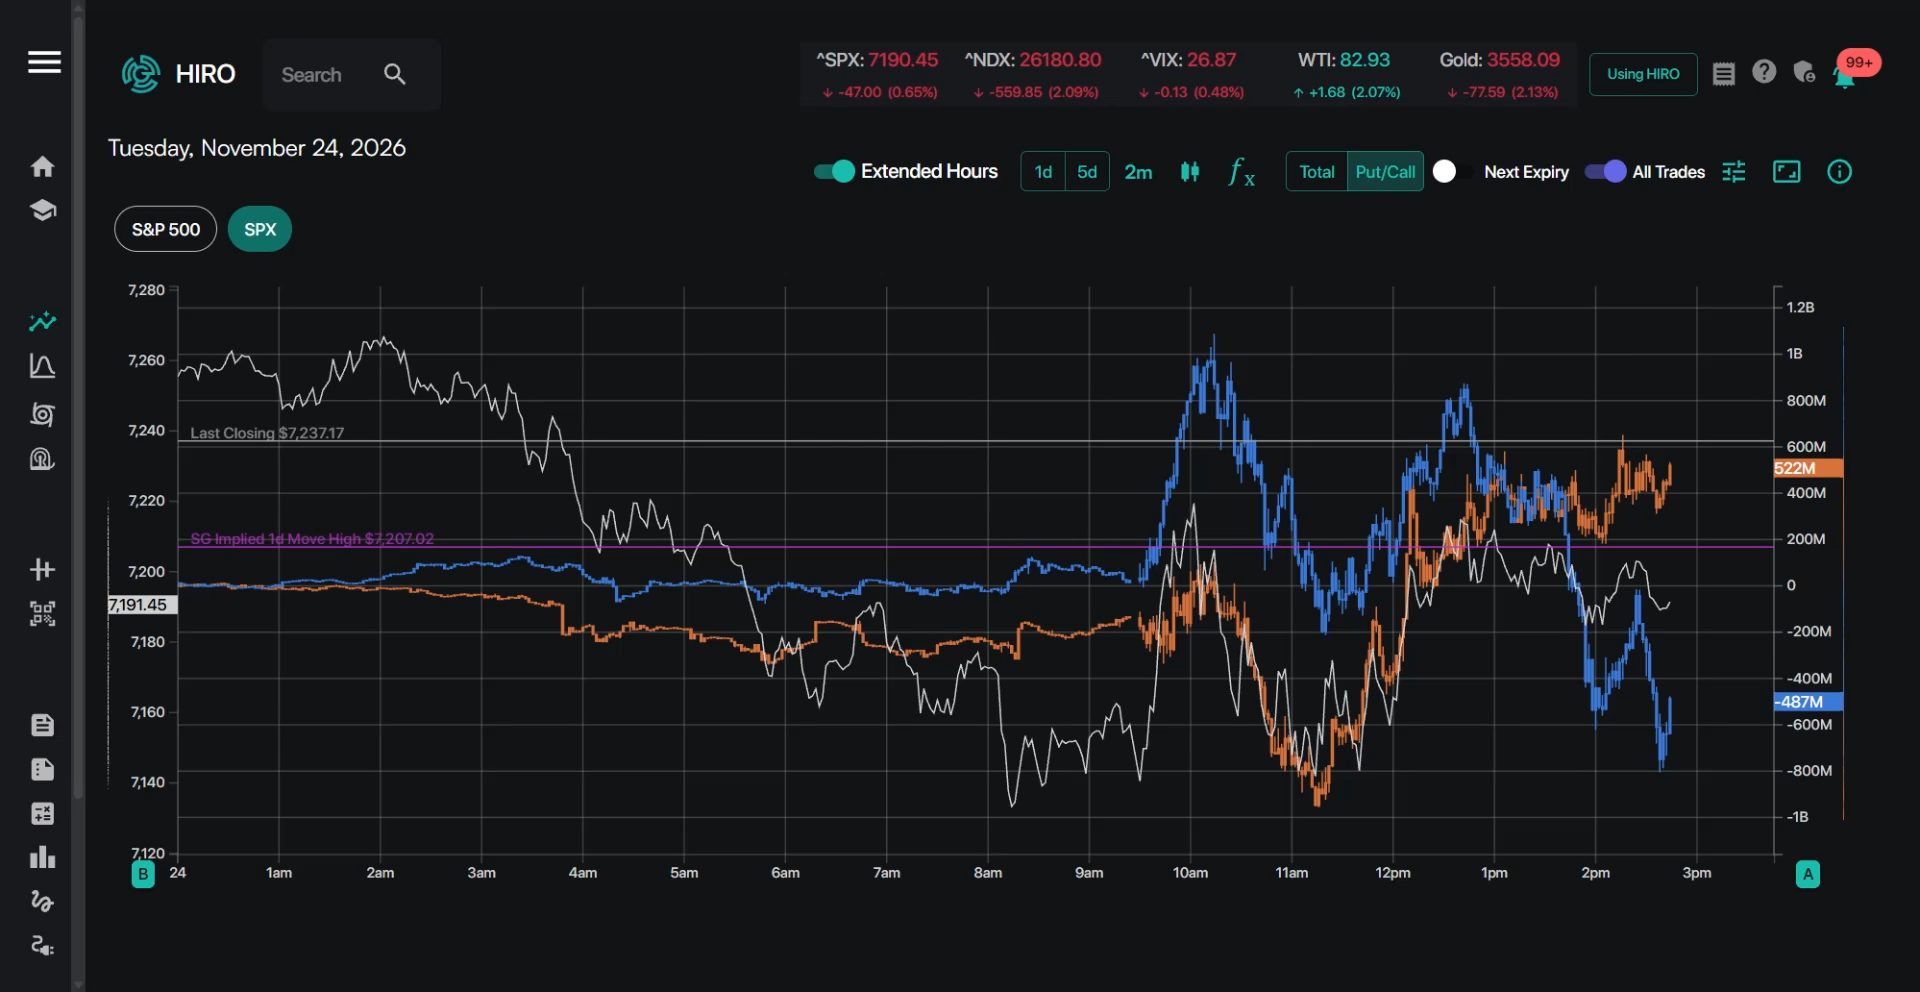 HIRO
Search
^SPX: 7190.45
↓ -47.00 (0.65%)
^NDX: 26180.80
↓ -559.85 (2.09%)
^VIX: 26.87
↓ -0.13 (0.48%)
WTI: 82.93
↑ +1.68 (2.07%)
Gold: 3558.09
↓ -77.59 (2.13%)
Using HIRO
99+
Tuesday, November 24, 2026
Extended Hours
1d
5d
2m
fx
Total
Put/Call
Next Expiry
All Trades
S&P 500
SPX
7,280
7,260
7,240
7,220
7,200
7,191.45
7,180
7,160
7,140
7,120
Last Closing $7,237.17
SG Implied 1d Move High $7,207.02
1.2B
1B
800M
600M
522M
400M
200M
0
-200M
-400M
-487M
-600M
-800M
-1B
B
24
1am
2am
3am
4am
5am
6am
7am
8am
9am
10am
11am
12pm
1pm
2pm
3pm
A